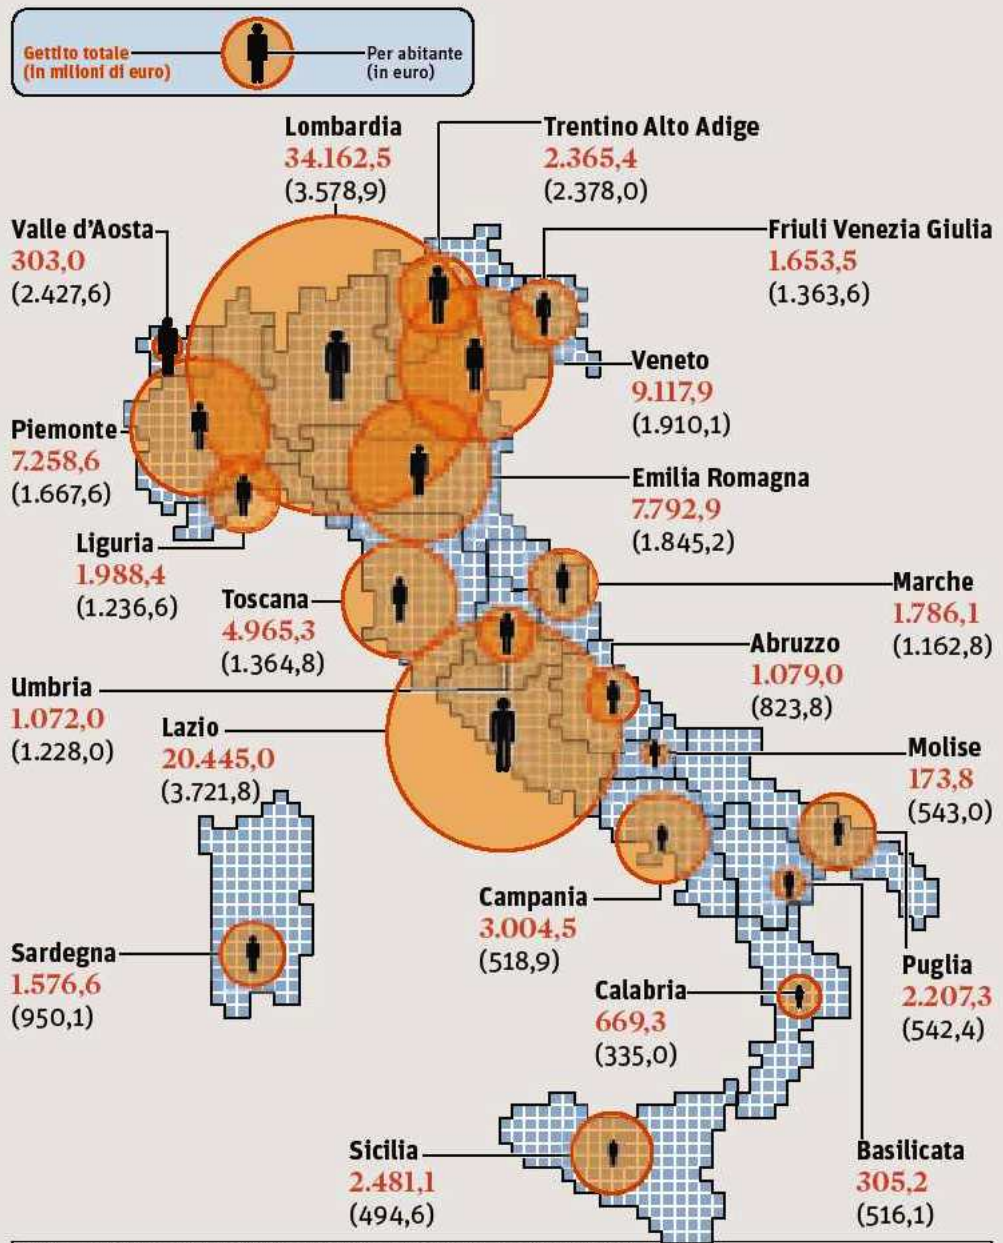 Gettito totale
(in milioni di euro)
Per abitante
(in euro)
Lombardia
34.162,5
(3.578,9)
Trentino Alto Adige
2.365,4
(2.378,0)
Valle d'Aosta
303,0
(2.427,6)
Friuli Venezia Giulia
1.653,5
(1.363,6)
Veneto
9.117,9
(1.910,1)
Piemonte
7.258,6
(1.667,6)
Emilia Romagna
7.792,9
(1.845,2)
Liguria
1.988,4
(1.236,6)
Toscana
4.965,3
(1.364,8)
Marche
1.786,1
(1.162,8)
Abruzzo
1.079,0
(823,8)
Umbria
1.072,0
(1.228,0)
Lazio
20.445,0
(3.721,8)
Molise
173,8
(543,0)
Campania
3.004,5
(518,9)
Sardegna
1.576,6
(950,1)
Puglia
2.207,3
(542,4)
Calabria
669,3
(335,0)
Sicilia
2.481,1
(494,6)
Basilicata
305,2
(516,1)